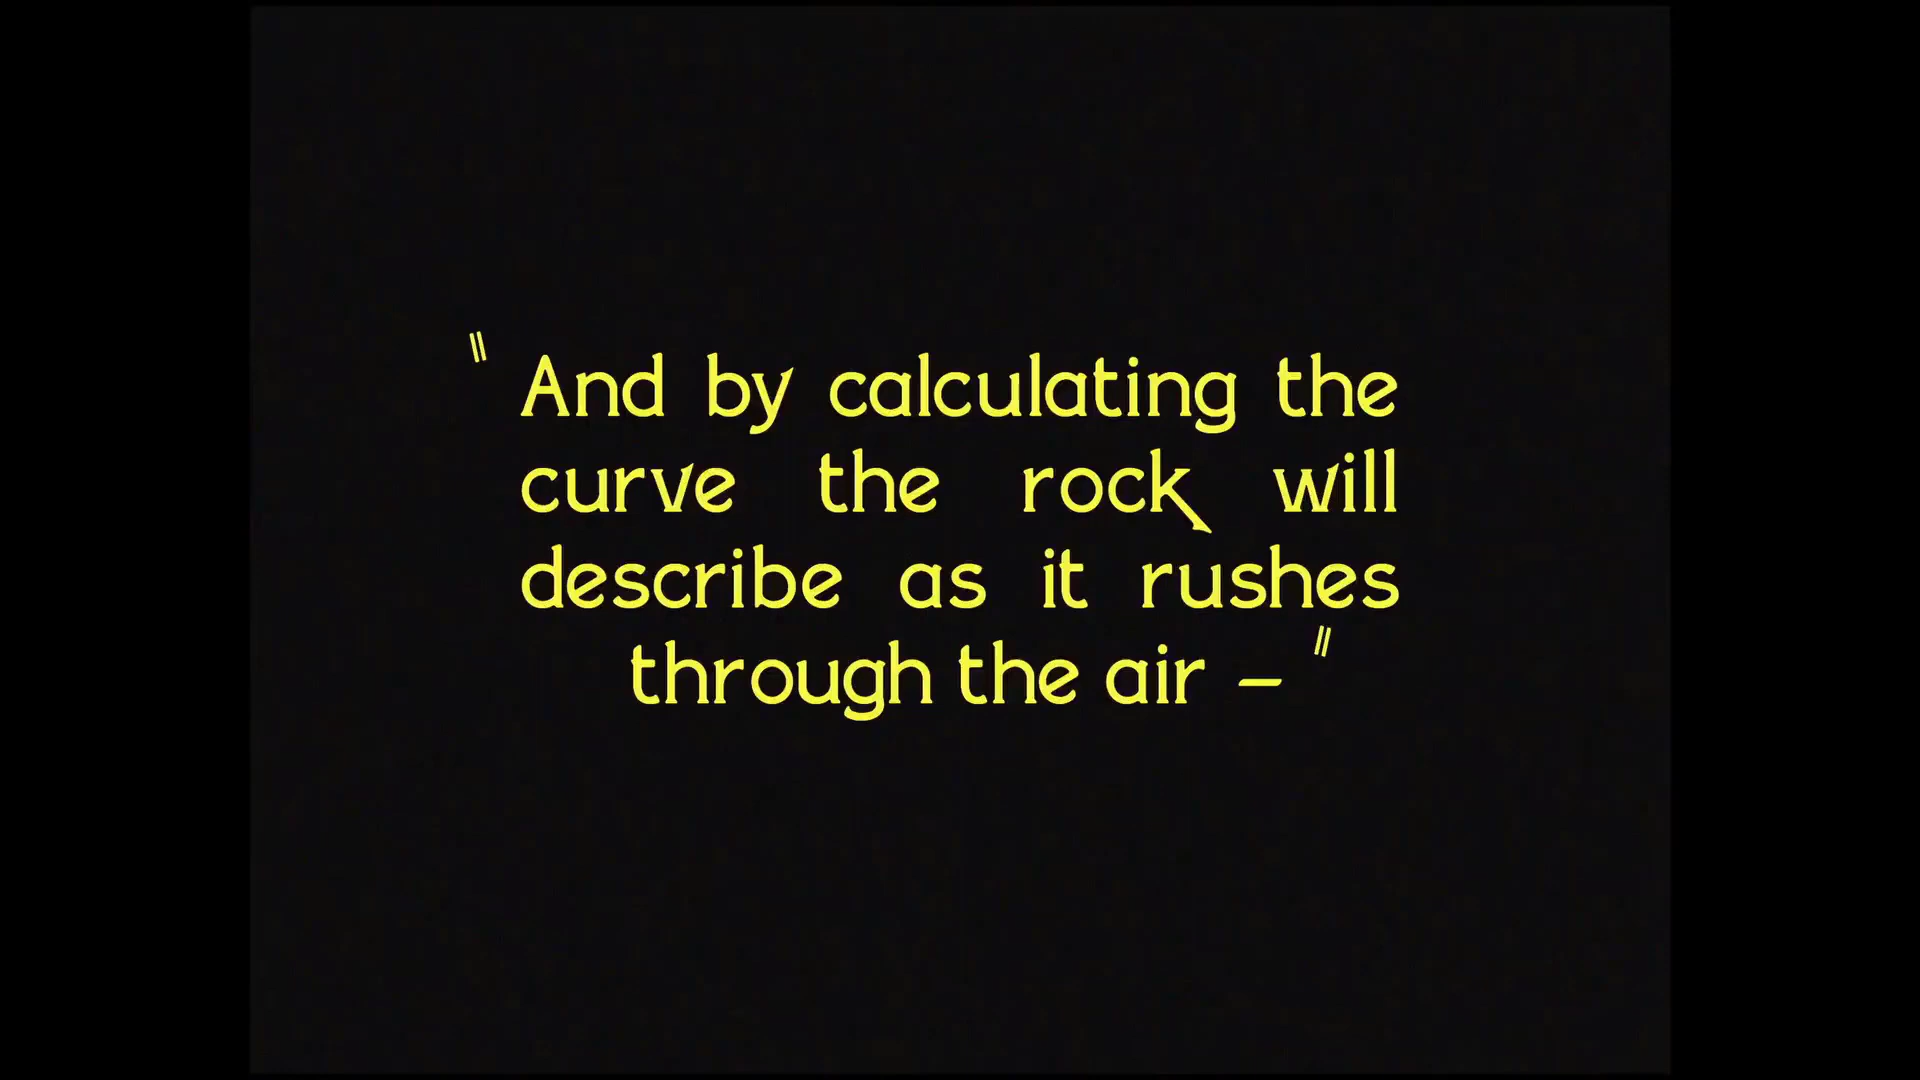 " And by calculating the
curve the rock will
describe as it rushes
through the air – "